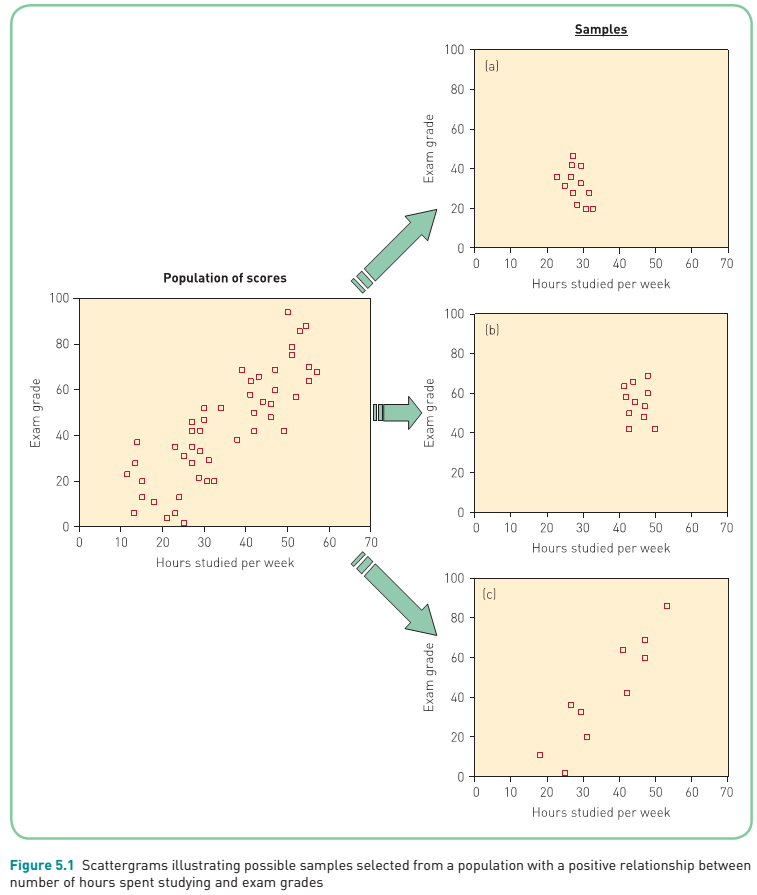 Samples
(a)
100
80
60
40
20
0
Exam grade
0 10 20 30 40 50 60 70
Hours studied per week
Population of scores
100
80
60
40
20
0
Exam grade
0 10 20 30 40 50 60 70
Hours studied per week
(b)
100
80
60
40
20
0
Exam grade
0 10 20 30 40 50 60 70
Hours studied per week
(c)
100
80
60
40
20
0
Exam grade
0 10 20 30 40 50 60 70
Hours studied per week
Figure 5.1 Scattergrams illustrating possible samples selected from a population with a positive relationship between
number of hours spent studying and exam grades